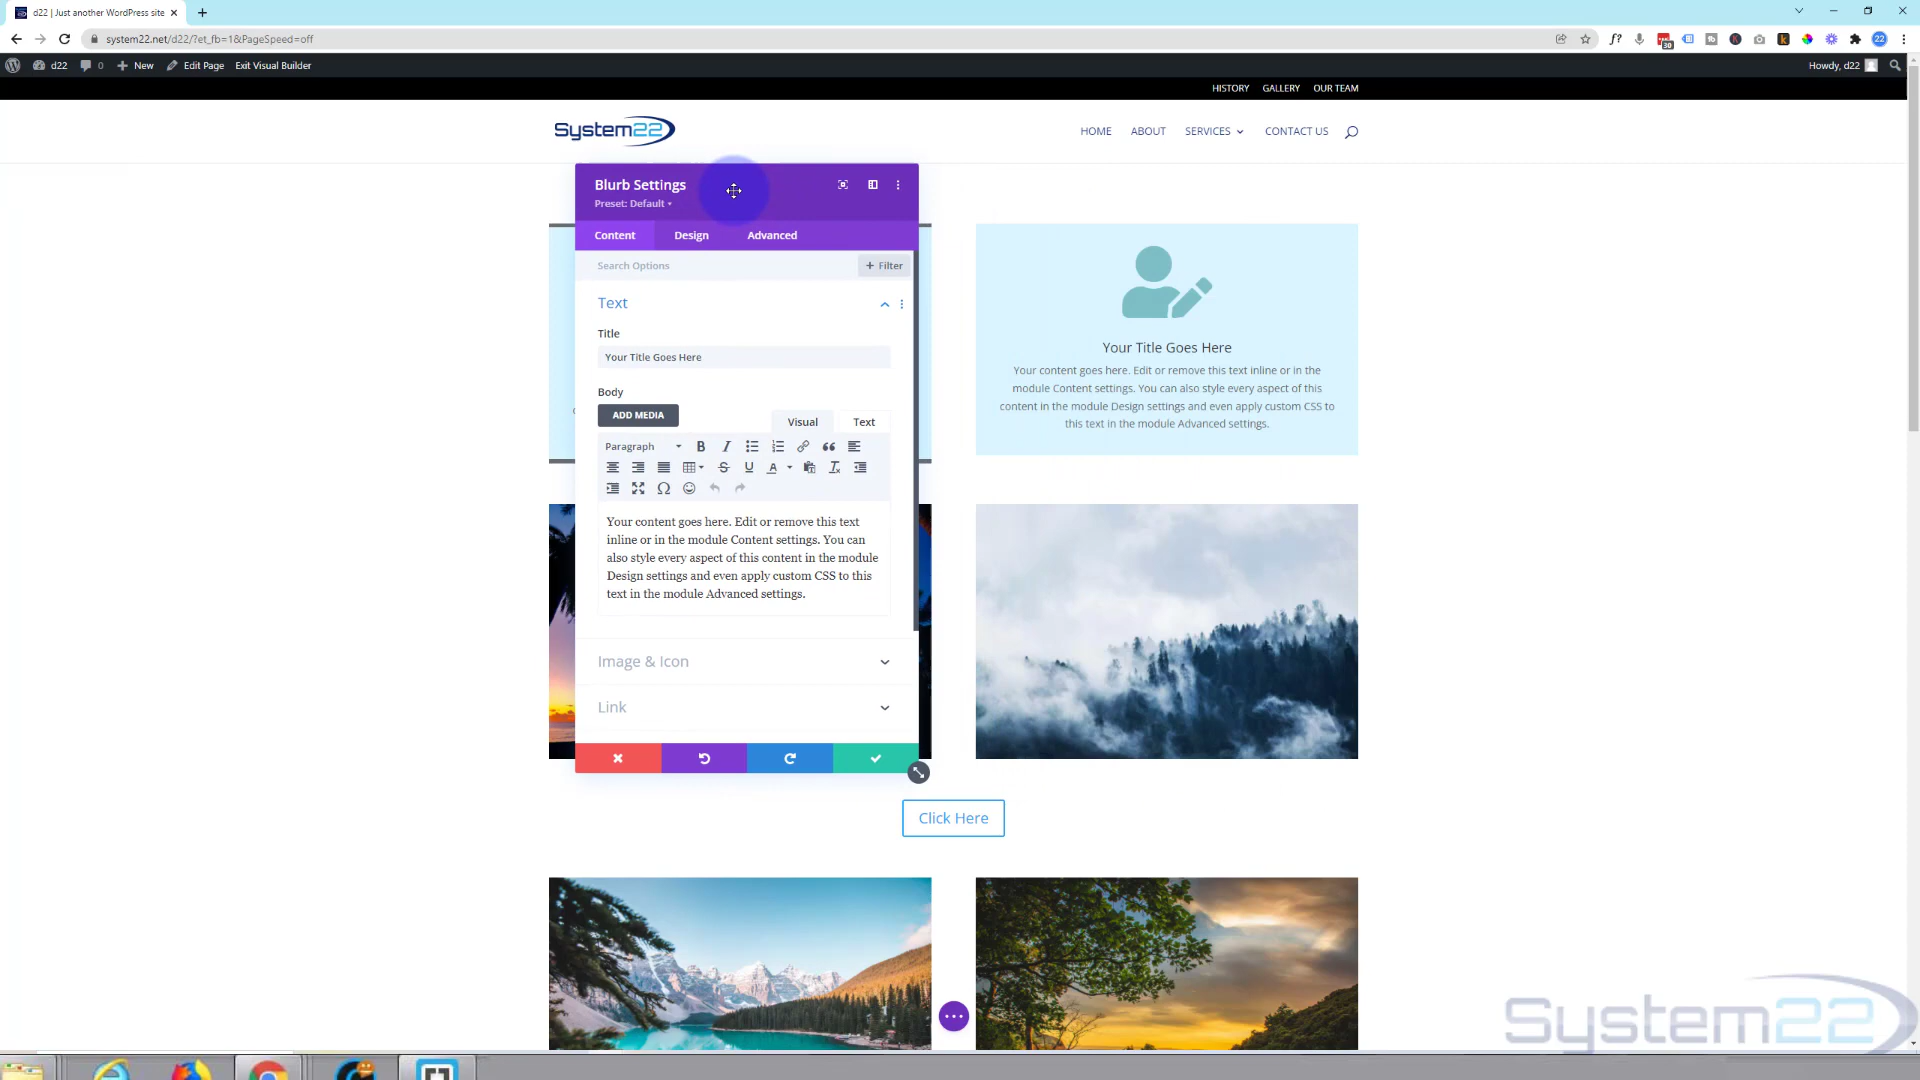 d22 | Just another WordPress site
system22.net/d22/?et_fb=1&PageSpeed=off
f?
30
22
d22
0
New
Edit Page
Exit Visual Builder
Howdy, d22
HISTORY
GALLERY
OUR TEAM
System22
HOME
ABOUT
SERVICES
CONTACT US
Blurb Settings
Preset: Default
Content
Design
Advanced
Search Options
+ Filter
Text
Title
Your Title Goes Here
Body
ADD MEDIA
Visual
Text
Paragraph
Your content goes here. Edit or remove this text
inline or in the module Content settings. You can
also style every aspect of this content in the module
Design settings and even apply custom CSS to this
text in the module Advanced settings.
Image & Icon
Link
Your Title Goes Here
Your content goes here. Edit or remove this text inline or in the
module Content settings. You can also style every aspect of this
content in the module Design settings and even apply custom CSS to
this text in the module Advanced settings.
Click Here
System22